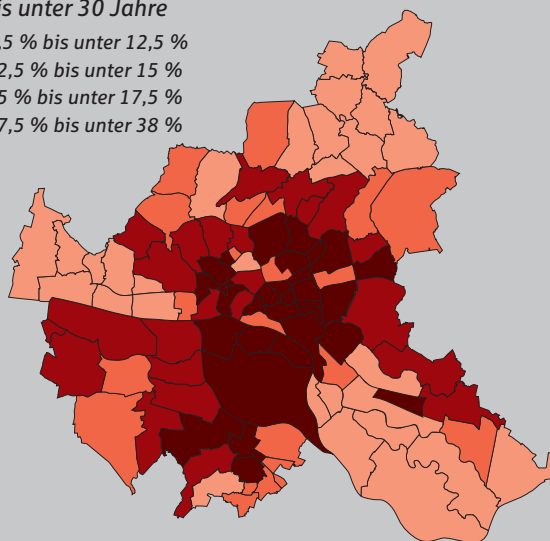 is unter 30 Jahre
,5 % bis unter 12,5 %
2,5 % bis unter 15 %
5 % bis unter 17,5 %
7,5 % bis unter 38 %